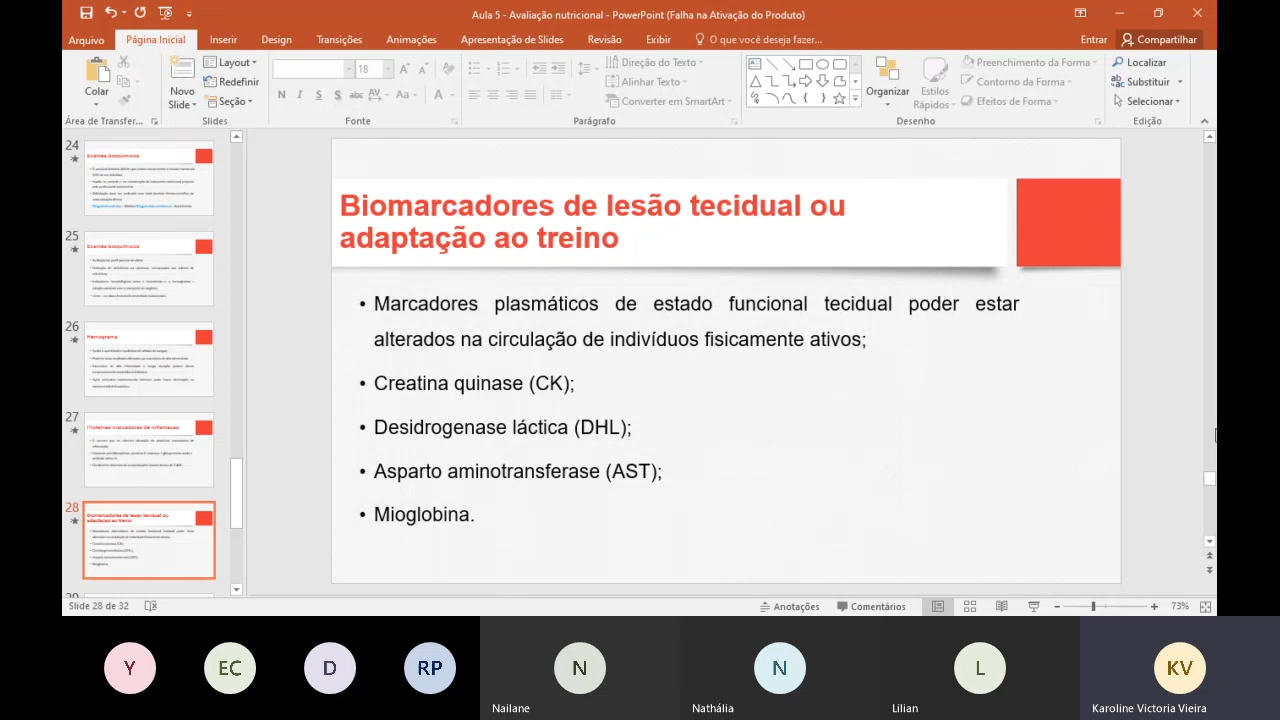 Aula 5 - Avaliação nutricional - PowerPoint (Falha na Ativação do Produto)
Arquivo Página Inicial Inserir Design Transições Animações Apresentação de Slides Revisão Exibir O que você deseja fazer... Entrar Compartilhar
Colar
Área de Transfer...
Novo Slide
Layout
Redefinir
Seção
Slides
18
N I S S abc AV Aa A
Fonte
Direção do Texto
Alinhar Texto
Converter em SmartArt
Parágrafo
Organizar
Estilos Rápidos
Preenchimento da Forma
Contorno da Forma
Efeitos de Forma
Desenho
Localizar
Substituir
Selecionar
Edição
24
Exames bioquímicos
25
Exames bioquímicos
26
Hemograma
27
Proteínas marcadores de inflamação
28
Biomarcadores de lesão tecidual ou
adaptação ao treino
Biomarcadores de lesão tecidual ou
adaptação ao treino
• Marcadores plasmáticos de estado funcional tecidual poder estar
alterados na circulação de indivíduos fisicamente ativos;
• Creatina quinase (CK);
• Desidrogenase láctica (DHL);
• Asparto aminotransferase (AST);
• Mioglobina.
Slide 28 de 32 Anotações Comentários 73%
Y EC D RP N N L KV
Nailane Nathália Lilian Karoline Victoria Vieira